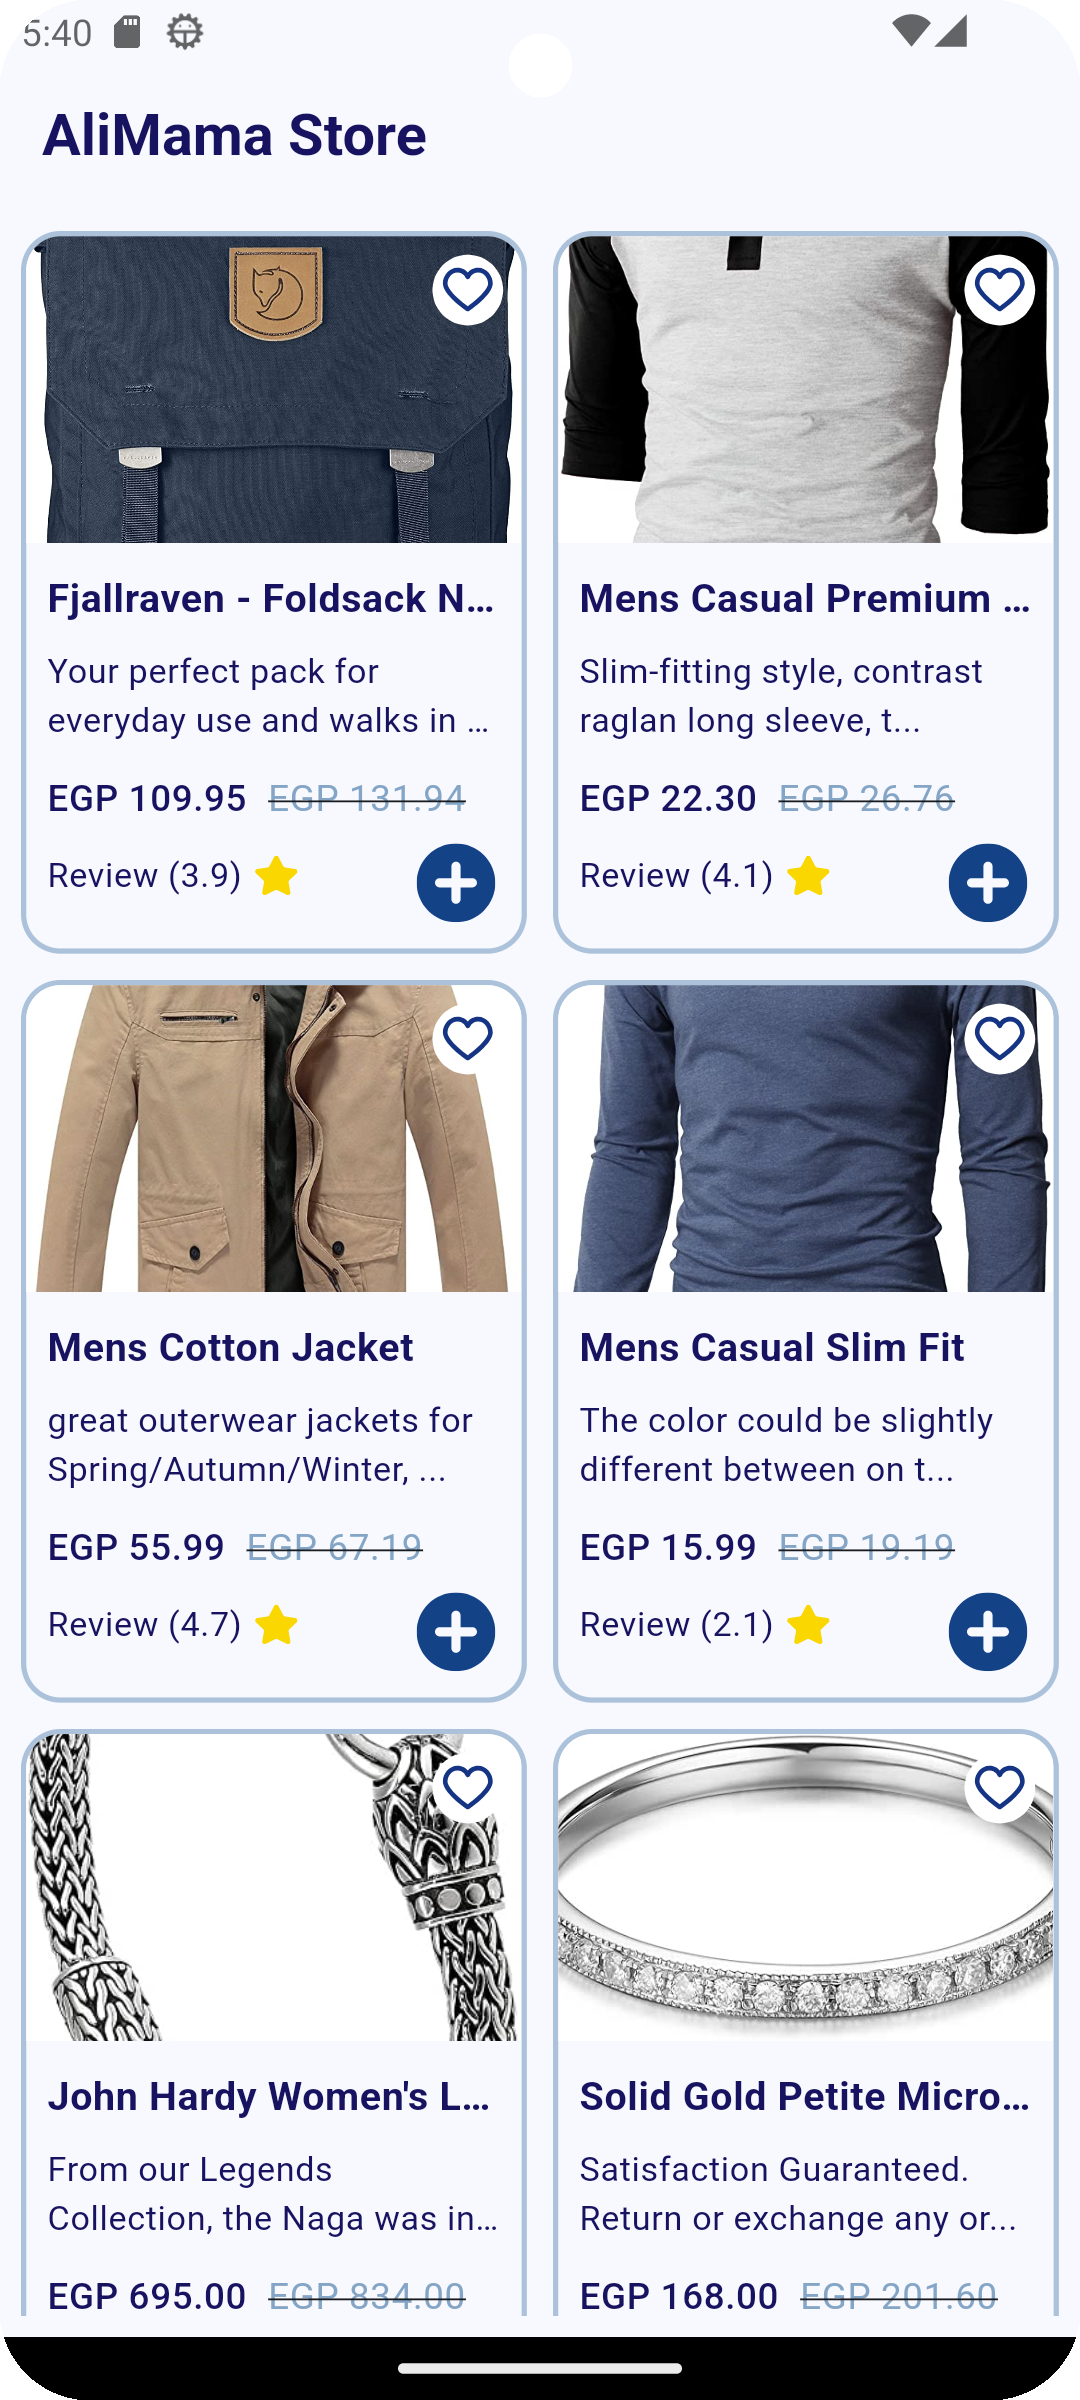 5:40
AliMama Store
Fjallraven - Foldsack N...
Your perfect pack for
everyday use and walks in ...
EGP 109.95 EGP 131.94
Review (3.9)
Mens Casual Premium ...
Slim-fitting style, contrast
raglan long sleeve, t...
EGP 22.30 EGP 26.76
Review (4.1)
Mens Cotton Jacket
great outerwear jackets for
Spring/Autumn/Winter, ...
EGP 55.99 EGP 67.19
Review (4.7)
Mens Casual Slim Fit
The color could be slightly
different between on t...
EGP 15.99 EGP 19.19
Review (2.1)
John Hardy Women's L...
From our Legends
Collection, the Naga was in...
EGP 695.00 EGP 834.00
Solid Gold Petite Micro...
Satisfaction Guaranteed.
Return or exchange any or...
EGP 168.00 EGP 201.60